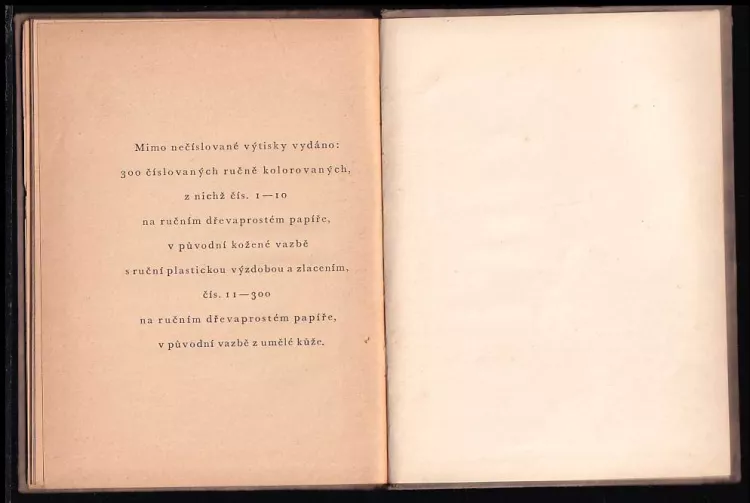 Mimo nečíslované výtisky vydáno:
300 číslovaných ručně kolorovaných,
z nichž čís. 1—10
na ručním dřevaprostém papíře,
v původní kožené vazbě
s ruční plastickou výzdobou a zlacením,
čís. 11—300
na ručním dřevaprostém papíře,
v původní vazbě z umělé kůže.